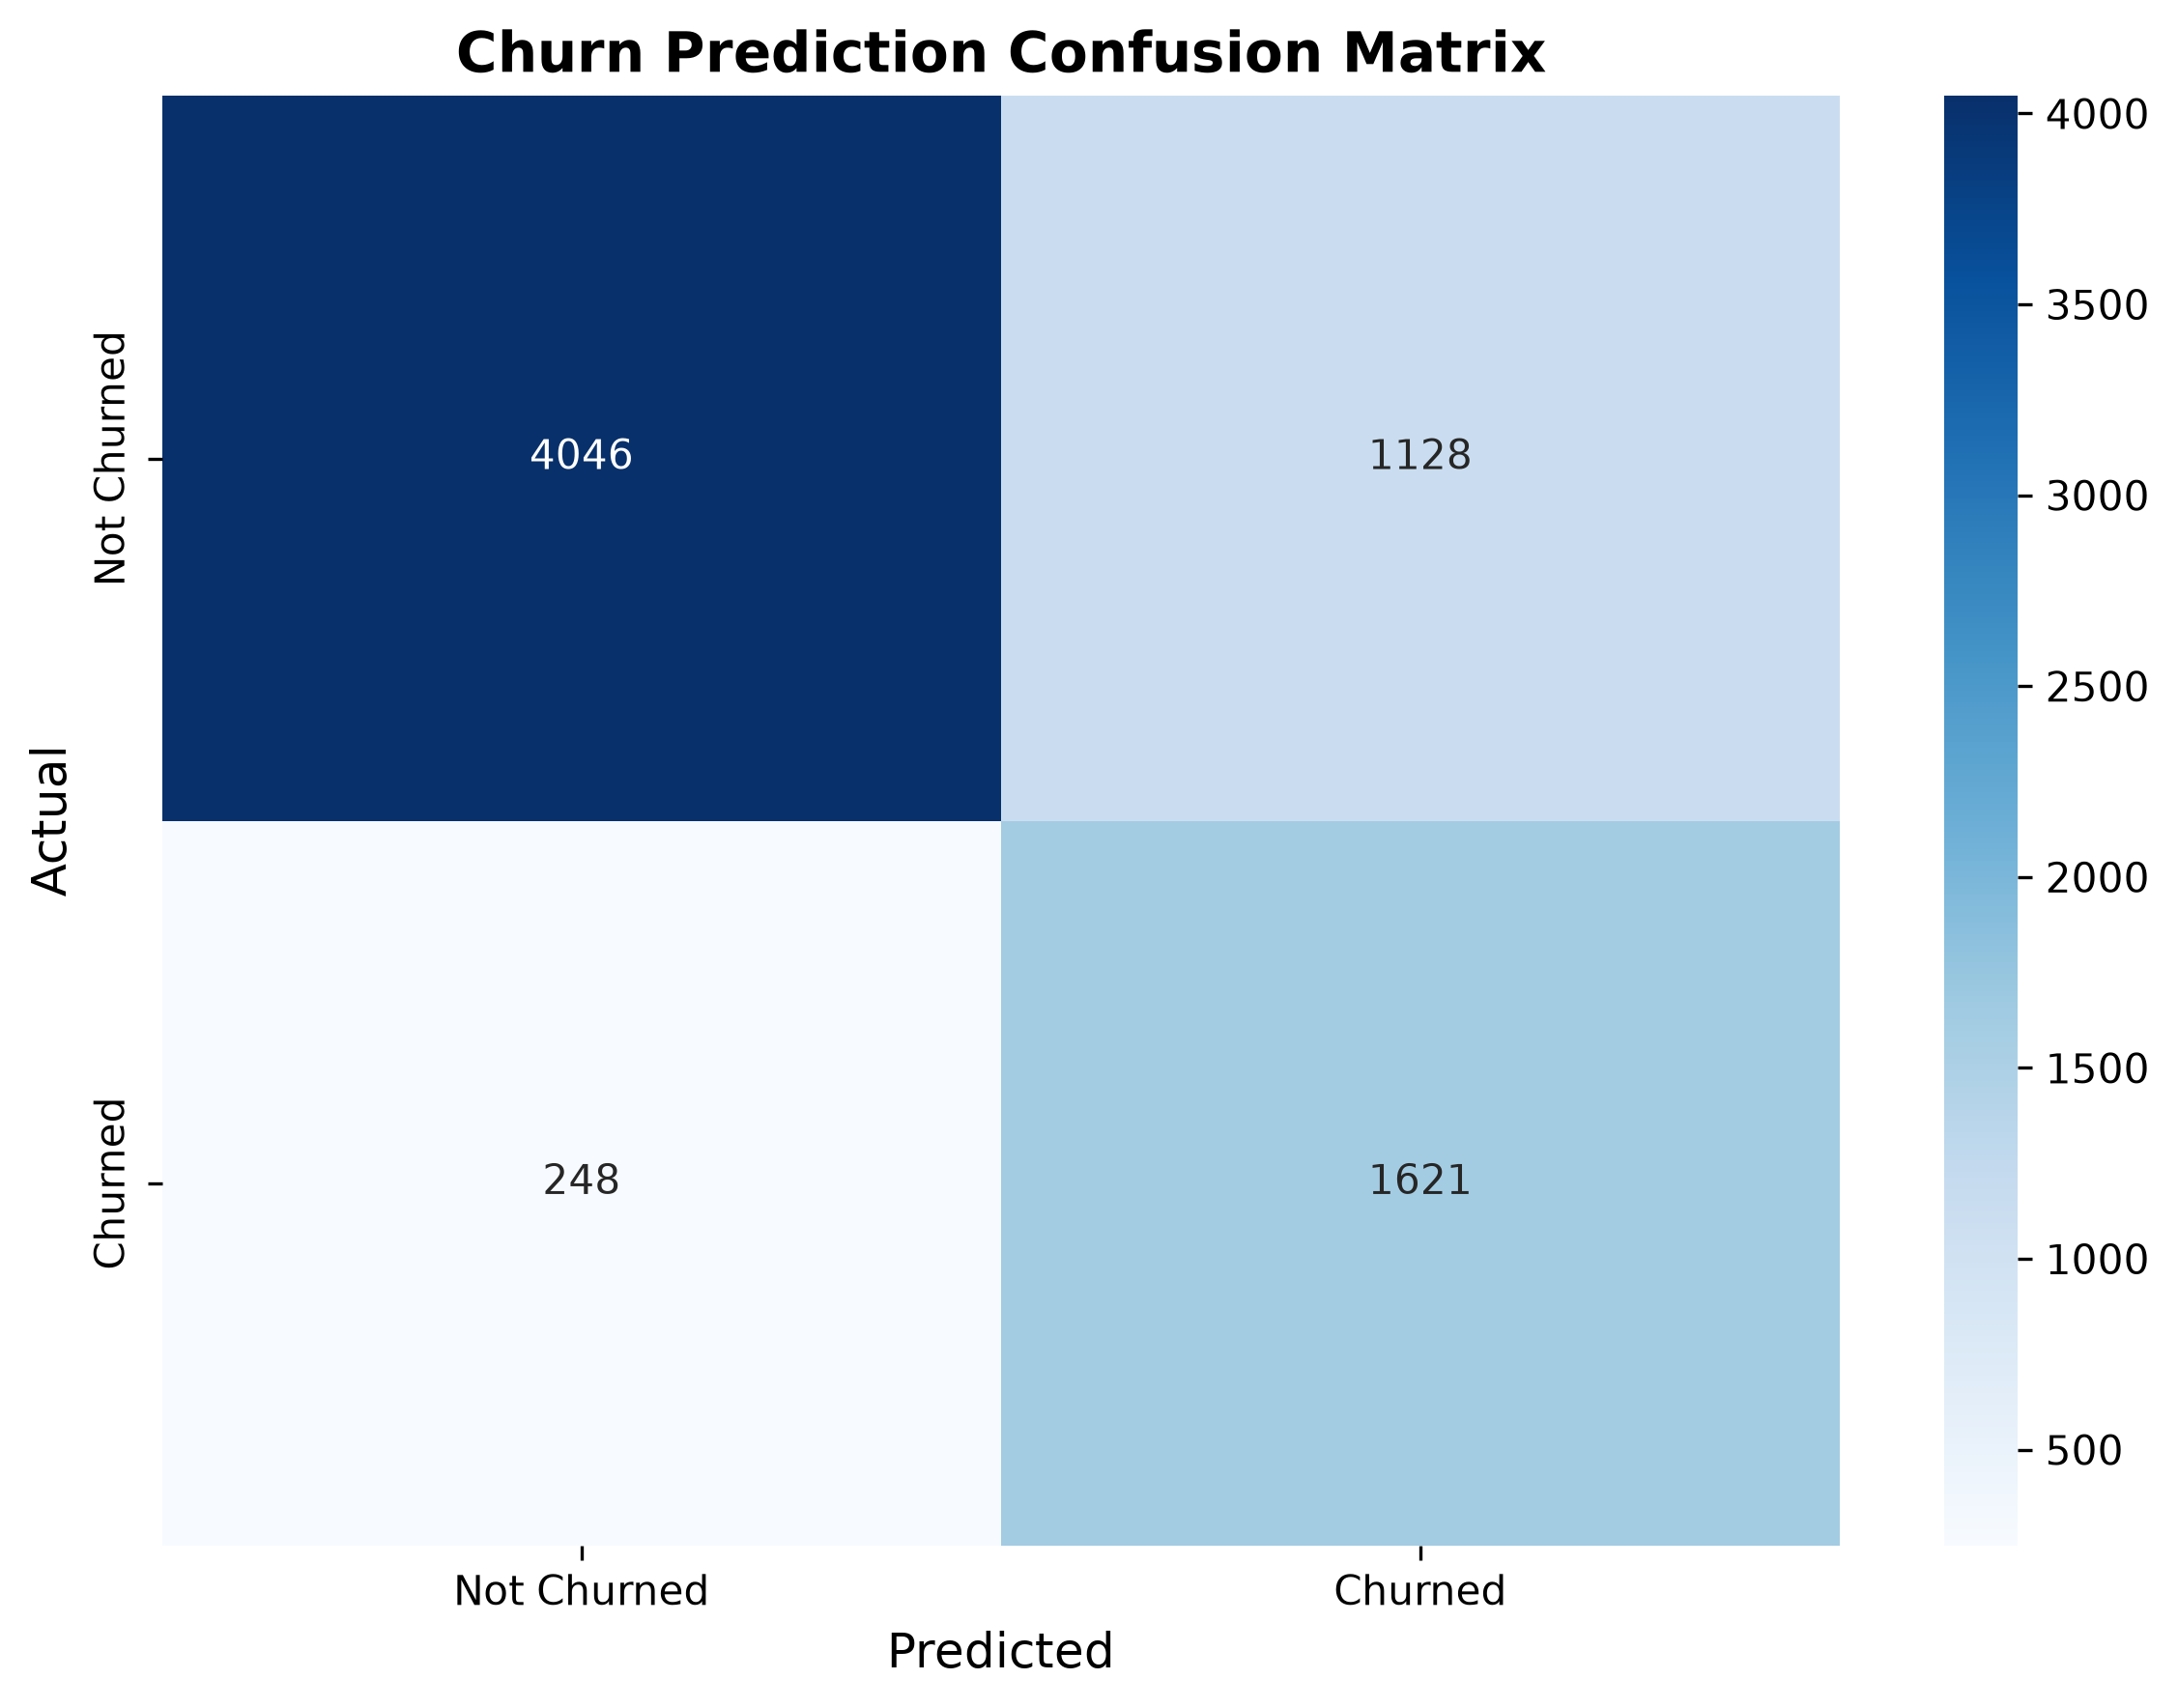 Churn Prediction Confusion Matrix
Actual
Not Churned
Churned
4046
1128
248
1621
Not Churned
Churned
Predicted
4000
3500
3000
2500
2000
1500
1000
500